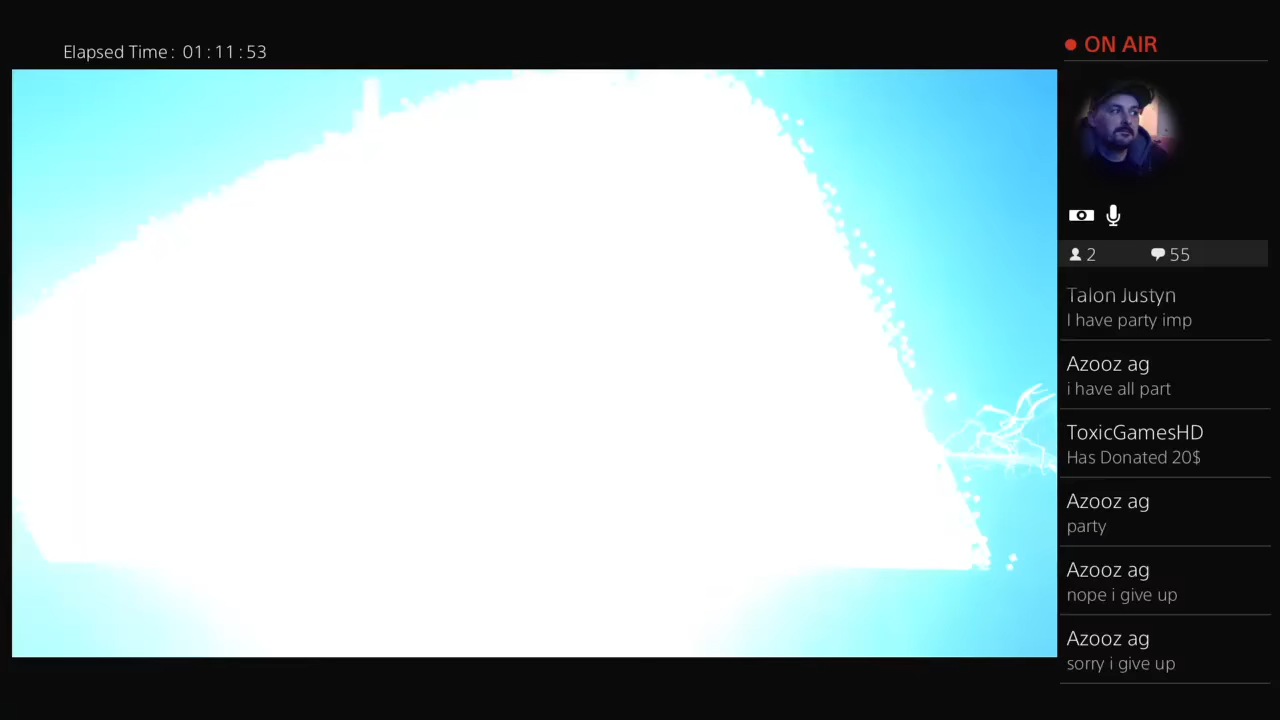 Elapsed Time: 01:11:53
ON AIR
2 55
Talon Justyn
I have party imp
Azooz ag
i have all part
ToxicGamesHD
Has Donated 20$
Azooz ag
party
Azooz ag
nope i give up
Azooz ag
sorry i give up